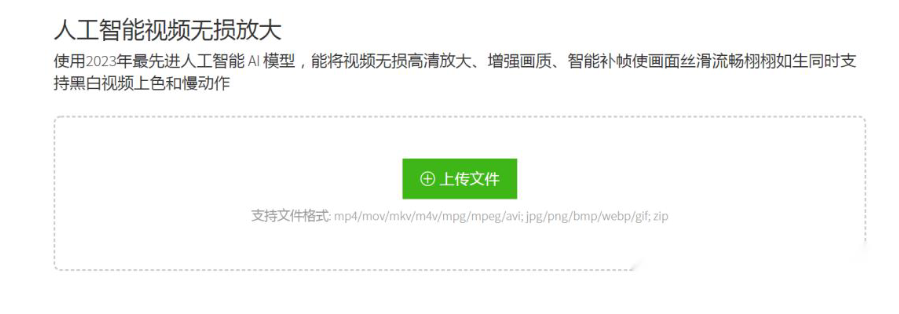 人工智能视频无损放大
使用2023年最先进人工智能 AI 模型，能将视频无损高清放大、增强画质、智能补帧使画面丝滑流畅栩栩如生同时支
持黑白视频上色和慢动作
⊕ 上传文件
支持文件格式: mp4/mov/mkv/m4v/mpg/mpeg/avi; jpg/png/bmp/webp/gif; zip